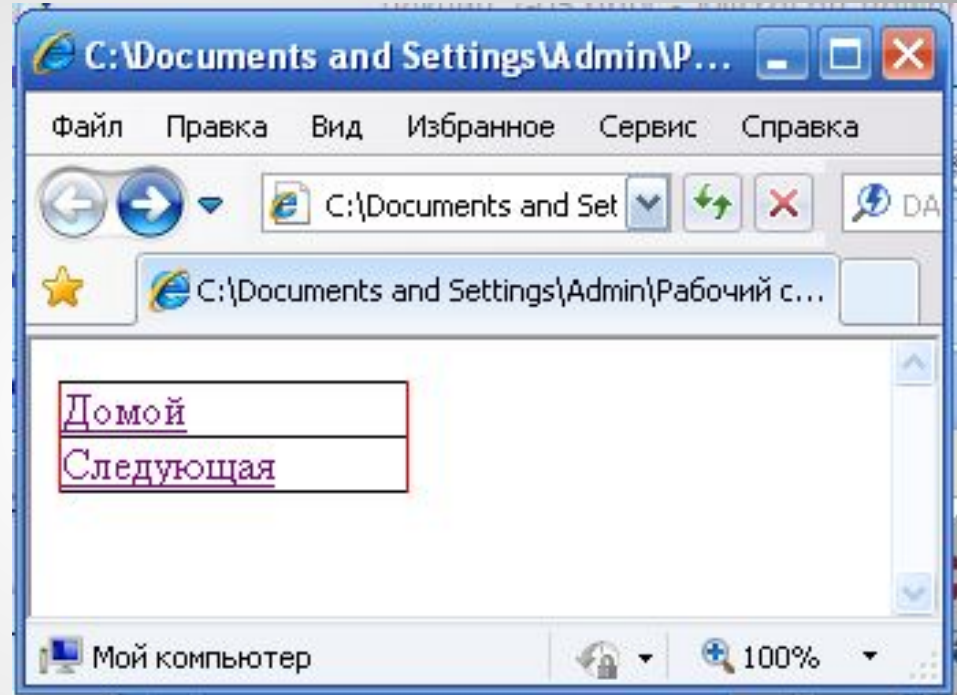 C:\Documents and Settings\Admin\P...
Файл Правка Вид Избранное Сервис Справка
C:\Documents and Set DA
C:\Documents and Settings\Admin\Рабочий с...
Домой
Следующая
Мой компьютер 100%